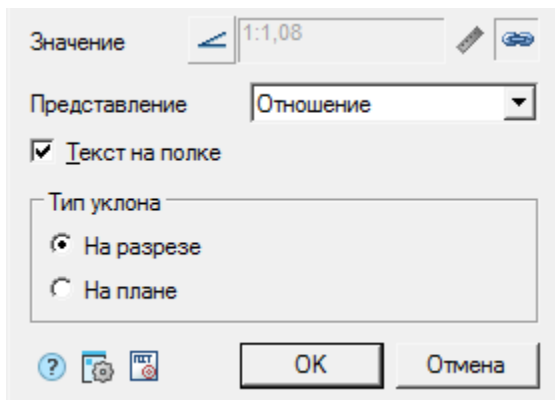 Значение 1:1,08
Представление Отношение
Текст на полке
Тип уклона
На разрезе
На плане
? OK Отмена